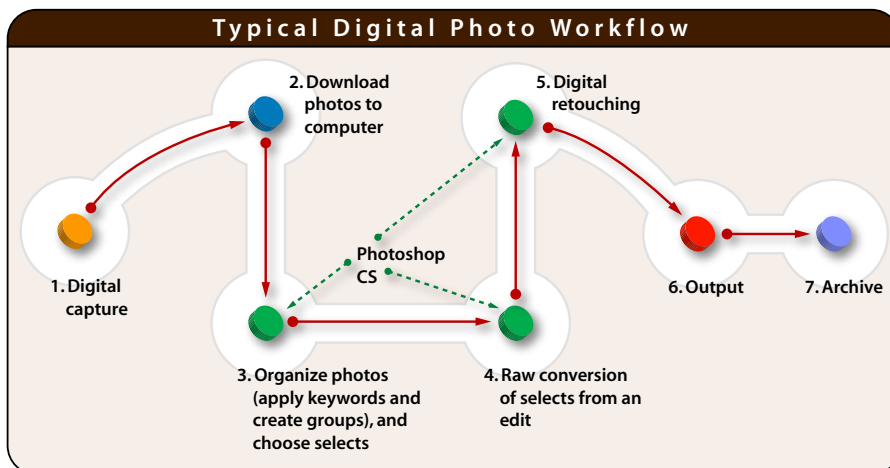 Typical Digital Photo Workflow
1. Digital
capture
2. Download
photos to
computer
3. Organize photos
(apply keywords and
create groups), and
choose selects
4. Raw conversion
of selects from an
edit
5. Digital
retouching
6. Output
7. Archive
Photoshop
CS